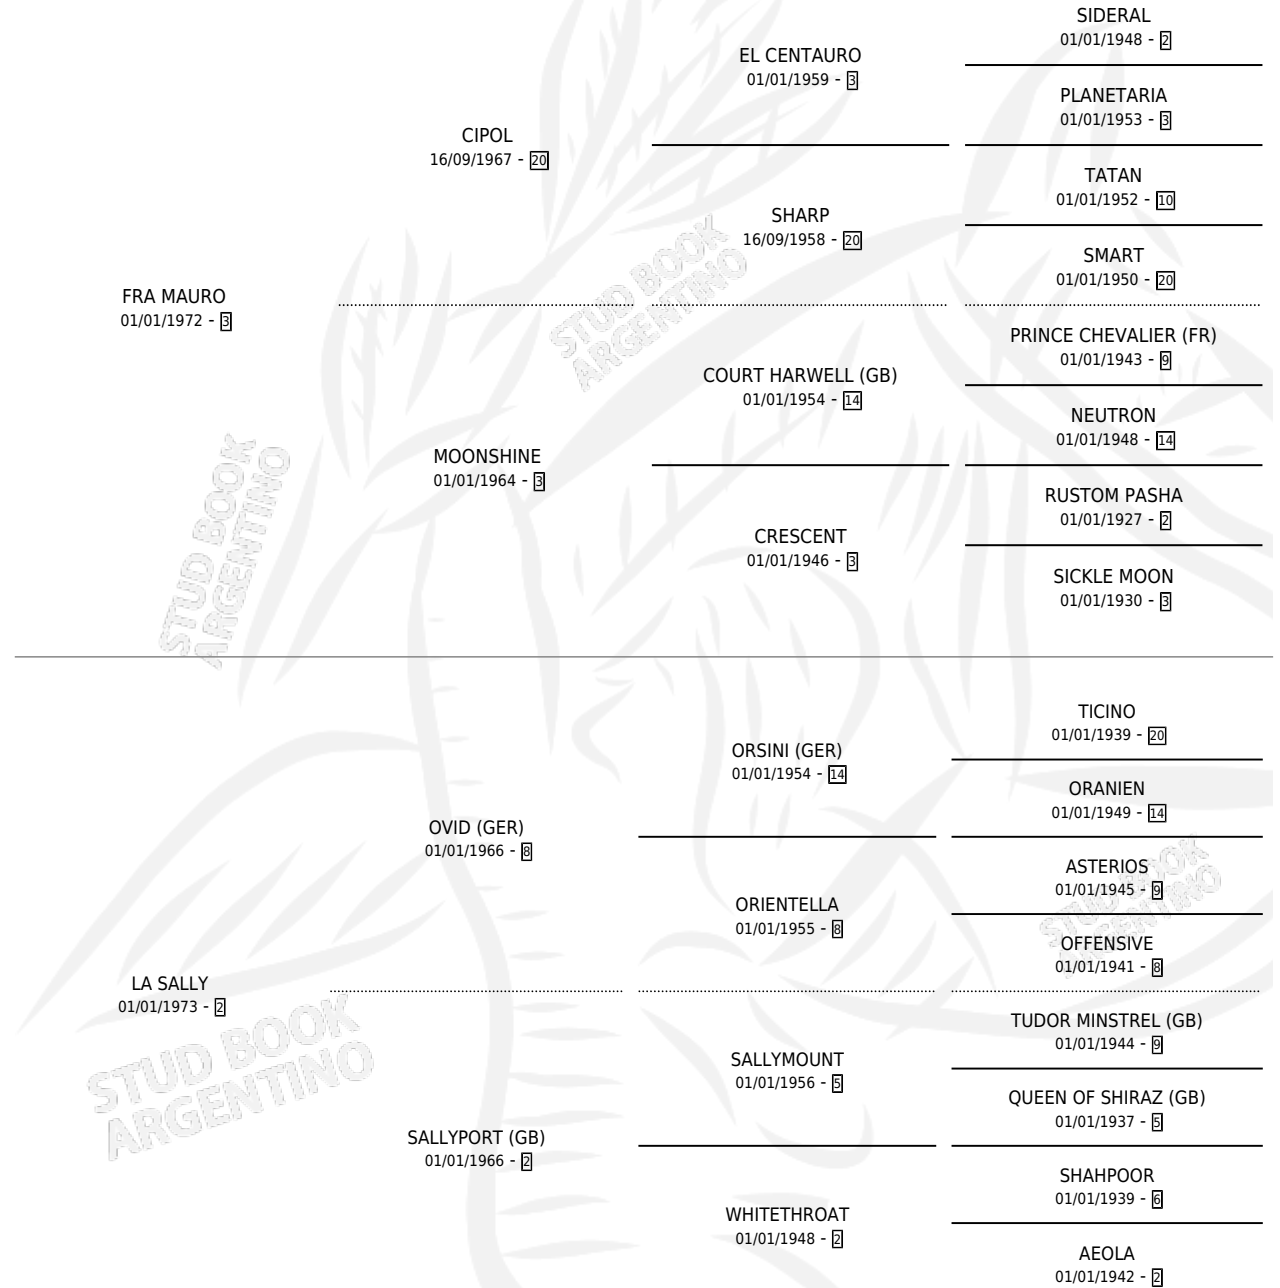 SIDERAL
01/01/1948 - 2
EL CENTAURO
01/01/1959 - 3
PLANETARIA
01/01/1953 - 3
CIPOL
16/09/1967 - 20
TATAN
01/01/1952 - 10
SHARP
16/09/1958 - 20
SMART
01/01/1950 - 20
FRA MAURO
01/01/1972 - 3
STUD BOOK
ARGENTINO
PRINCE CHEVALIER (FR)
01/01/1943 - 9
COURT HARWELL (GB)
01/01/1954 - 14
NEUTRON
01/01/1948 - 14
MOONSHINE
01/01/1964 - 3
RUSTOM PASHA
01/01/1927 - 2
CRESCENT
01/01/1946 - 3
SICKLE MOON
01/01/1930 - 3
STUD BOOK
ARGENTINO
TICINO
01/01/1939 - 20
ORSINI (GER)
01/01/1954 - 14
ORANIEN
01/01/1949 - 14
OVID (GER)
01/01/1966 - 8
ASTERIOS
01/01/1945 - 9
ORIENTELLA
01/01/1955 - 8
OFFENSIVE
01/01/1941 - 8
STUD BOOK
ARGENTINO
LA SALLY
01/01/1973 - 2
TUDOR MINSTREL (GB)
01/01/1944 - 9
SALLYMOUNT
01/01/1956 - 5
QUEEN OF SHIRAZ (GB)
01/01/1937 - 5
STUD BOOK
ARGENTINO
SALLYPORT (GB)
01/01/1966 - 2
SHAHPOOR
01/01/1939 - 6
WHITETHROAT
01/01/1948 - 2
AEOLA
01/01/1942 - 2